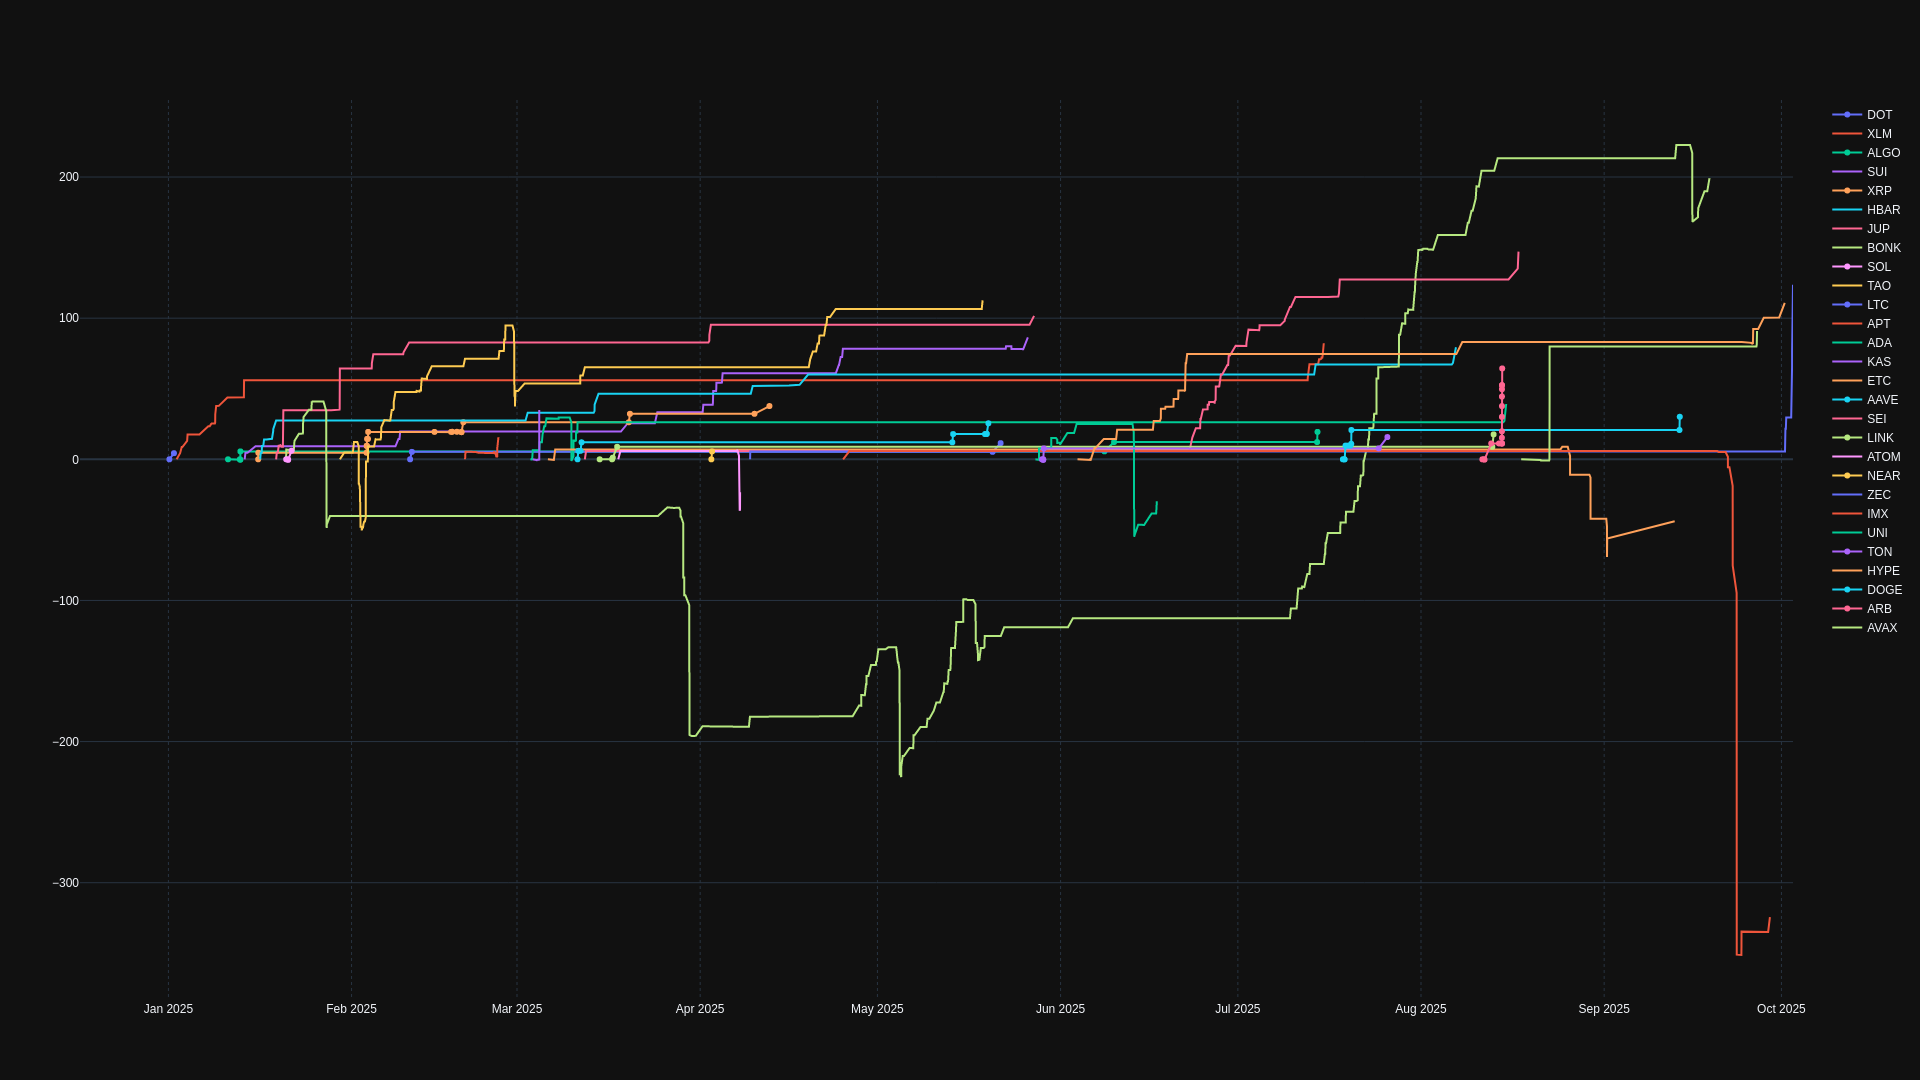 200
100
0
−100
−200
−300
Jan 2025
Feb 2025
Mar 2025
Apr 2025
May 2025
Jun 2025
Jul 2025
Aug 2025
Sep 2025
Oct 2025
DOT
XLM
ALGO
SUI
XRP
HBAR
JUP
BONK
SOL
TAO
LTC
APT
ADA
KAS
ETC
AAVE
SEI
LINK
ATOM
NEAR
ZEC
IMX
UNI
TON
HYPE
DOGE
ARB
AVAX